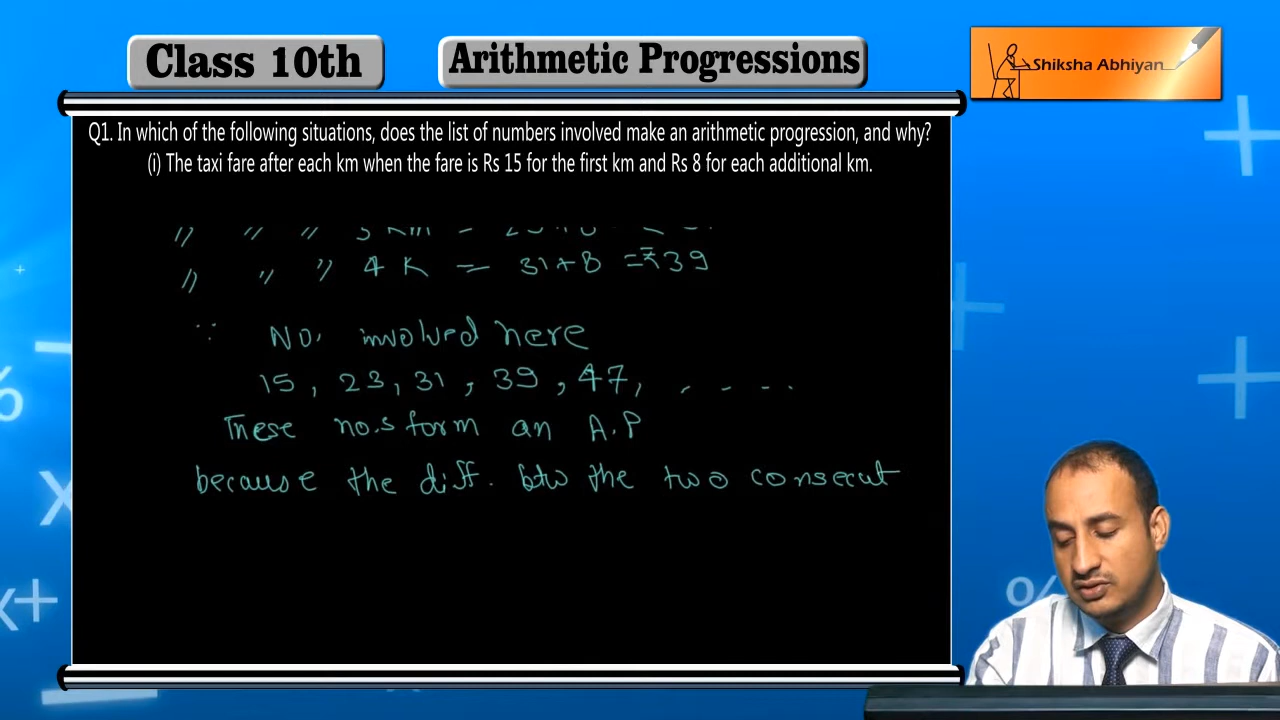 Class 10th
Arithmetic Progressions
Shiksha Abhiyan
Q1. In which of the following situations, does the list of numbers involved make an arithmetic progression, and why?
(i) The taxi fare after each km when the fare is Rs 15 for the first km and Rs 8 for each additional km.
〃 〃 〃 4 K = 31+8 = ₹39
∵ No. involved here
15, 23, 31, 39, 47, . - - ..
These no.s form an A.P
because the diff. btw the two consecut